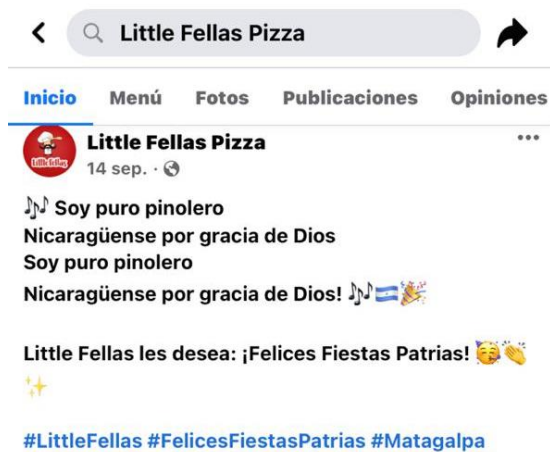 Little Fellas Pizza
Inicio Menú Fotos Publicaciones Opiniones
Little Fellas
Little Fellas Pizza
14 sep. ·
🎶 Soy puro pinolero
Nicaragüense por gracia de Dios
Soy puro pinolero
Nicaragüense por gracia de Dios! 🎶🇳🇮🎉
Little Fellas les desea: ¡Felices Fiestas Patrias! 🥳👏
✨
#LittleFellas #FelicesFiestasPatrias #Matagalpa